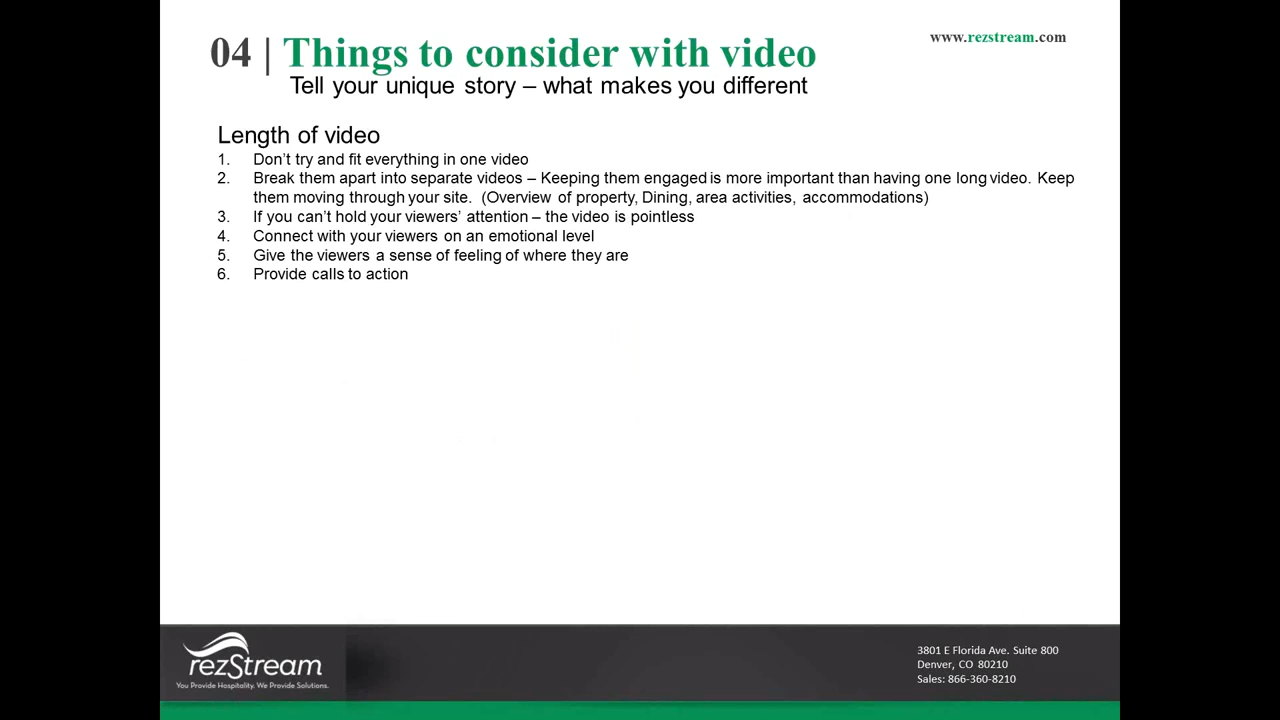 04 | Things to consider with video
www.rezstream.com
Tell your unique story – what makes you different
Length of video
1. Don't try and fit everything in one video
2. Break them apart into separate videos – Keeping them engaged is more important than having one long video. Keep
them moving through your site. (Overview of property, Dining, area activities, accommodations)
3. If you can't hold your viewers' attention – the video is pointless
4. Connect with your viewers on an emotional level
5. Give the viewers a sense of feeling of where they are
6. Provide calls to action
rezStream
You Provide Hospitality. We Provide Solutions.
3801 E Florida Ave. Suite 800
Denver, CO 80210
Sales: 866-360-8210